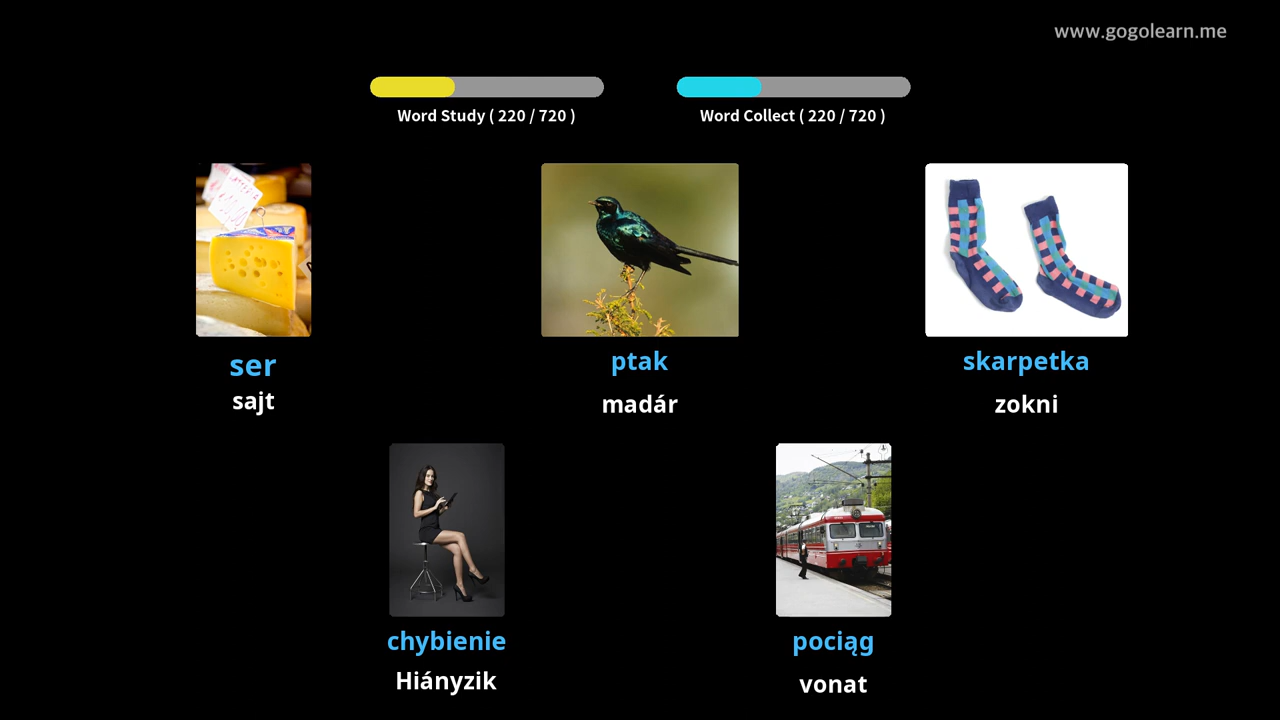 www.gogolearn.me
Word Study ( 220 / 720 )
Word Collect ( 220 / 720 )
ser
sajt
ptak
madár
skarpetka
zokni
chybienie
Hiányzik
pociąg
vonat